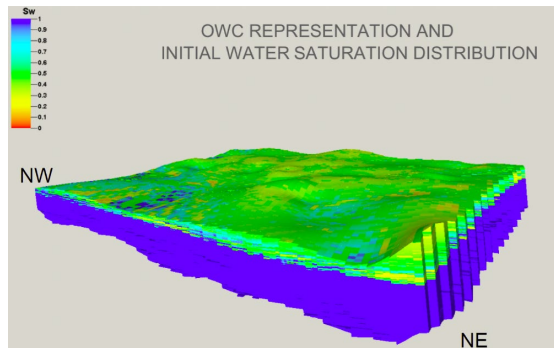 Sw
OWC REPRESENTATION AND
INITIAL WATER SATURATION DISTRIBUTION
1
0.9
0.8
0.7
0.6
0.5
0.4
0.3
0.2
0.1
0
NW
NE